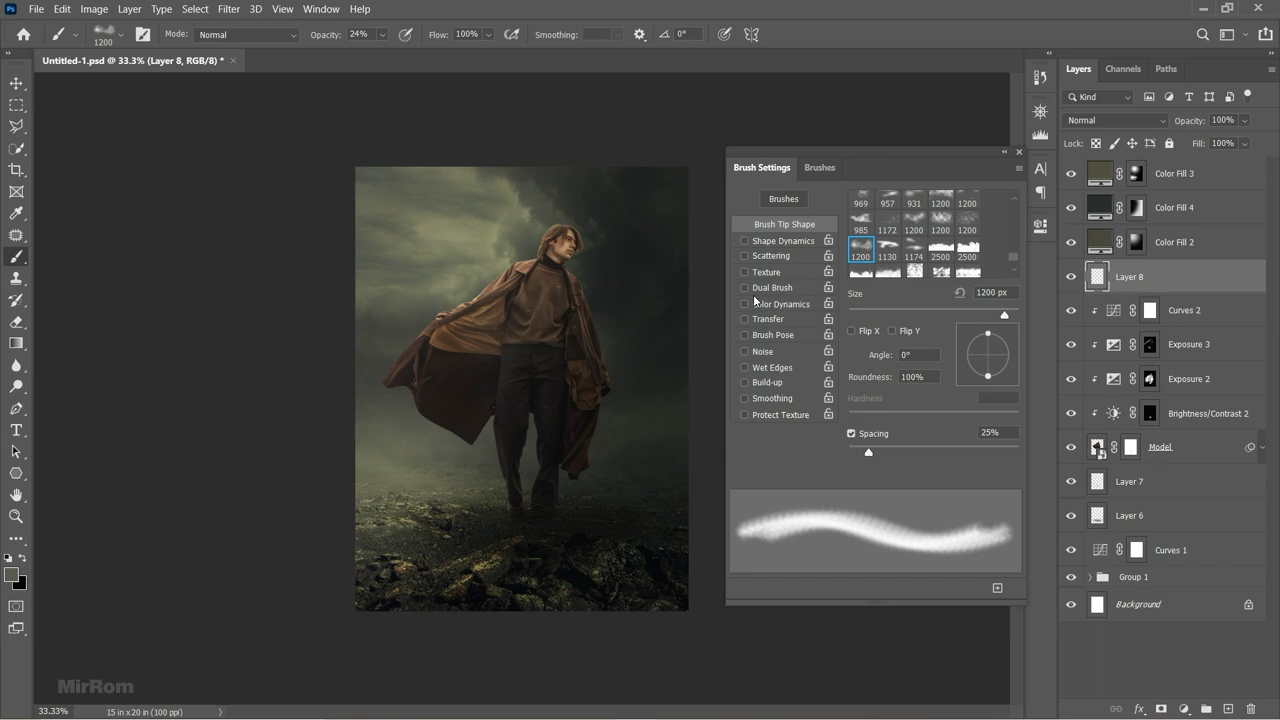 File Edit Image Layer Type Select Filter 3D View Window Help
1200 Mode: Normal Opacity: 24% Flow: 100% Smoothing: 0°
Untitled-1.psd @ 33.3% (Layer 8, RGB/8) *
Brush Settings Brushes
Brushes
Brush Tip Shape
Shape Dynamics
Scattering
Texture
Dual Brush
Color Dynamics
Transfer
Brush Pose
Noise
Wet Edges
Build-up
Smoothing
Protect Texture
969 957 931 1200 1200
985 1172 1200 1200 1200
1200 1130 1174 2500 2500
Size 1200 px
Flip X Flip Y
Angle: 0°
Roundness: 100%
Hardness
Spacing 25%
Layers Channels Paths
Kind
Normal Opacity: 100%
Lock: Fill: 100%
Color Fill 3
Color Fill 4
Color Fill 2
Layer 8
Curves 2
Exposure 3
Exposure 2
Brightness/Contrast 2
Model
Layer 7
Layer 6
Curves 1
Group 1
Background
MirRom
33.33% 15 in x 20 in (100 ppi)